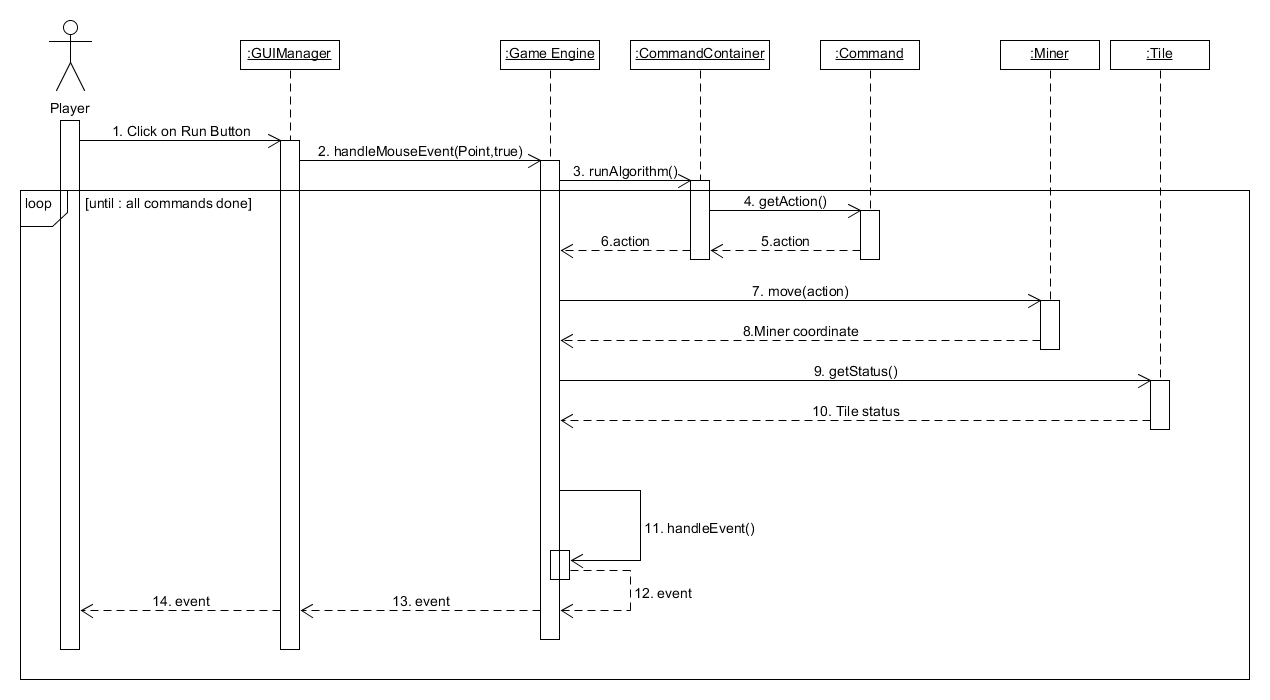 :GUIManager
:Game Engine
:CommandContainer
:Command
:Miner
:Tile
Player
1. Click on Run Button
2. handleMouseEvent(Point,true)
3. runAlgorithm()
loop
[until : all commands done]
4. getAction()
6.action
5.action
7. move(action)
8.Miner coordinate
9. getStatus()
10. Tile status
11. handleEvent()
12. event
14. event
13. event